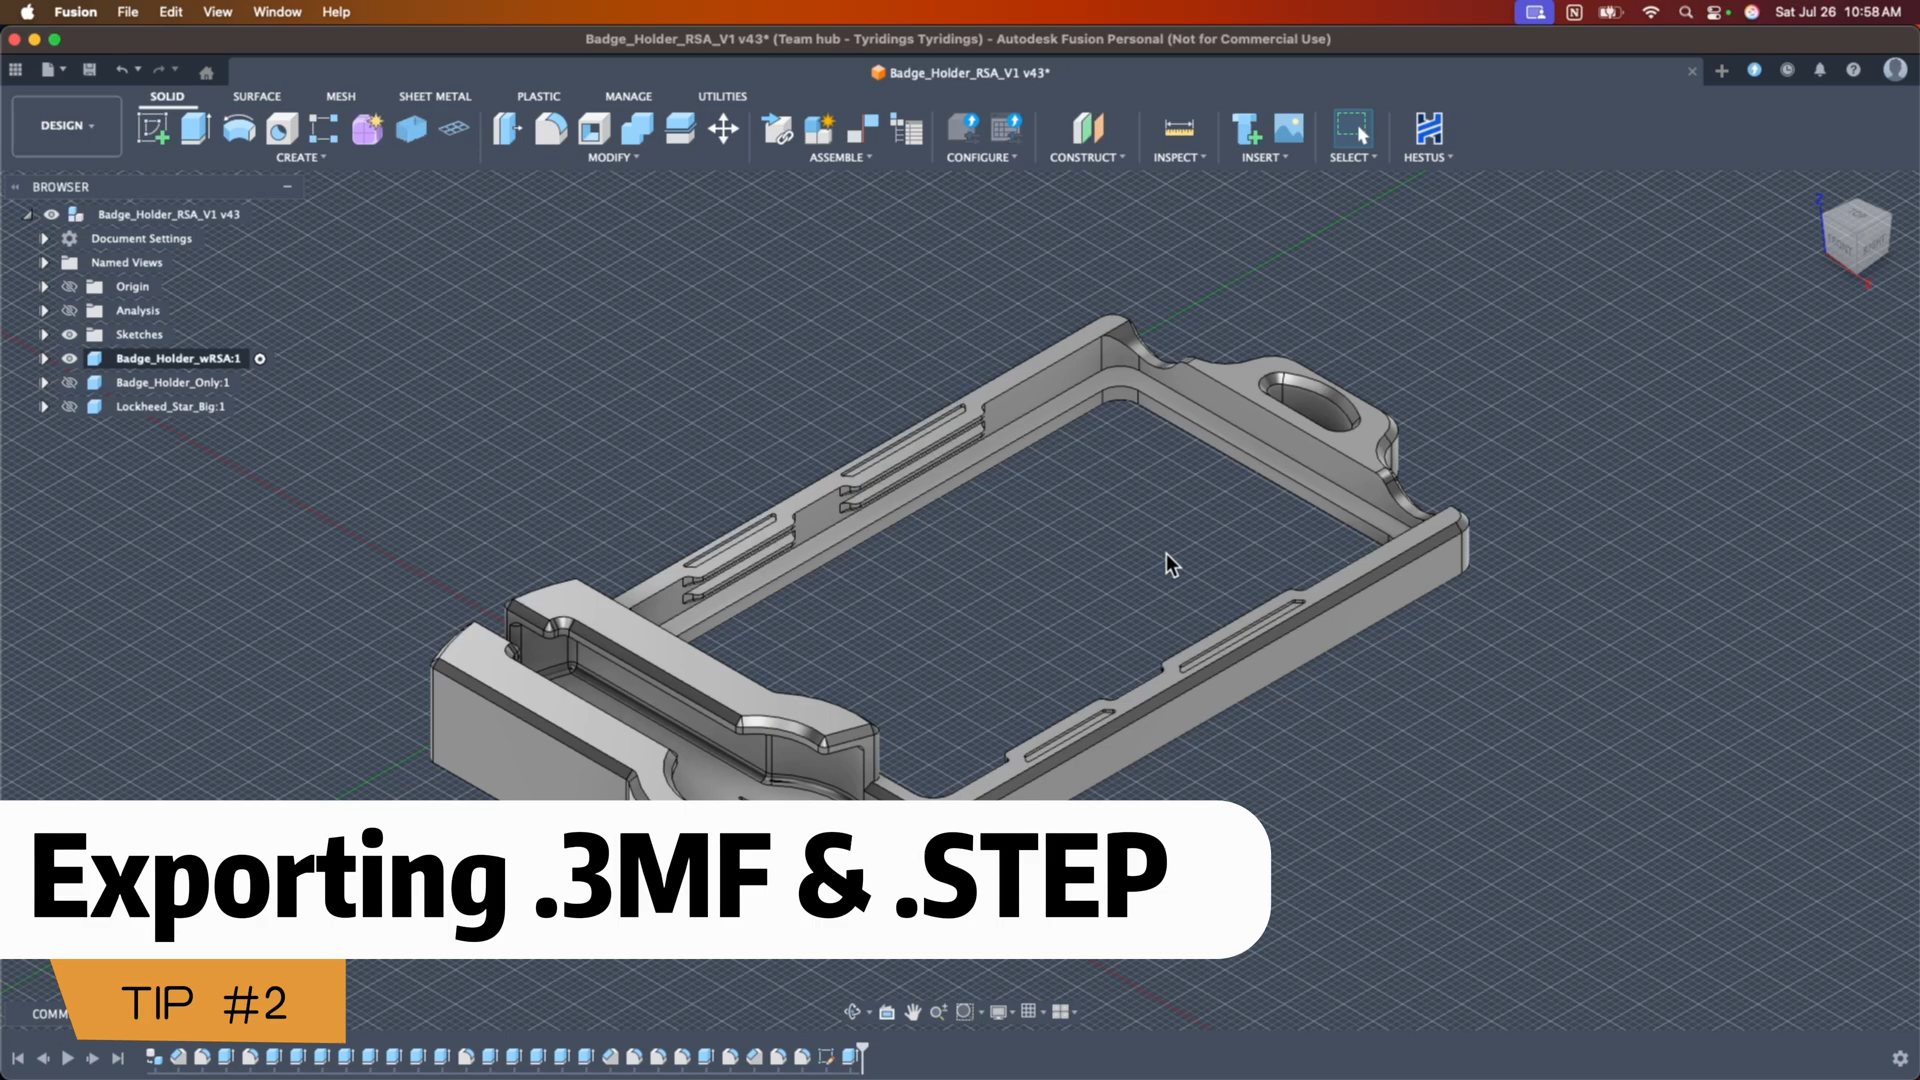 Fusion File Edit View Window Help
Sat Jul 26 10:58 AM
Badge_Holder_RSA_V1 v43* (Team hub - Tyridings Tyridings) - Autodesk Fusion Personal (Not for Commercial Use)
Badge_Holder_RSA_V1 v43*
DESIGN
SOLID SURFACE MESH SHEET METAL PLASTIC MANAGE UTILITIES
CREATE MODIFY ASSEMBLE CONFIGURE CONSTRUCT INSPECT INSERT SELECT HESTUS
BROWSER
Badge_Holder_RSA_V1 v43
Document Settings
Named Views
Origin
Analysis
Sketches
Badge_Holder_wRSA:1
Badge_Holder_Only:1
Lockheed_Star_Big:1
Z
TOP
FRONT RIGHT
X
Exporting .3MF & .STEP
TIP #2
COMM